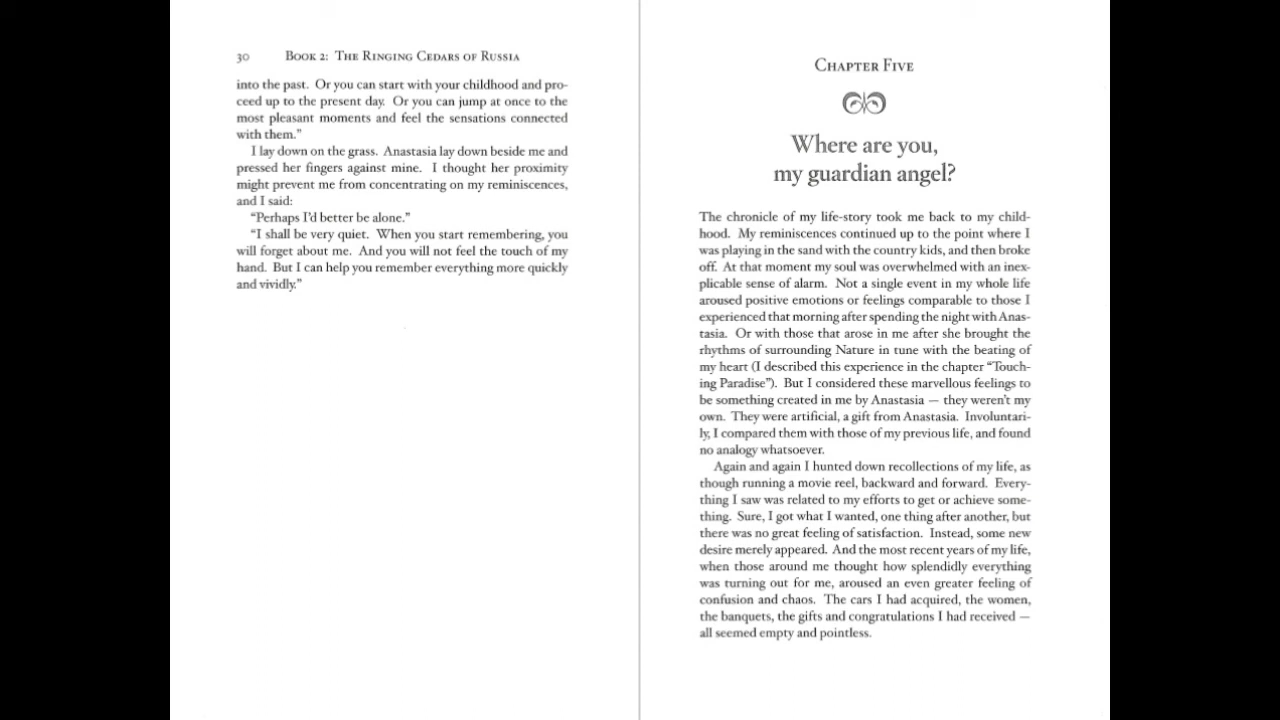 30 Book 2: The Ringing Cedars of Russia
into the past. Or you can start with your childhood and pro-
ceed up to the present day. Or you can jump at once to the
most pleasant moments and feel the sensations connected
with them.”
I lay down on the grass. Anastasia lay down beside me and
pressed her fingers against mine. I thought her proximity
might prevent me from concentrating on my reminiscences,
and I said:
“Perhaps I’d better be alone.”
“I shall be very quiet. When you start remembering, you
will forget about me. And you will not feel the touch of my
hand. But I can help you remember everything more quickly
and vividly.”
Chapter Five
Where are you,
my guardian angel?
The chronicle of my life-story took me back to my child-
hood. My reminiscences continued up to the point where I
was playing in the sand with the country kids, and then broke
off. At that moment my soul was overwhelmed with an inex-
plicable sense of alarm. Not a single event in my whole life
aroused positive emotions or feelings comparable to those I
experienced that morning after spending the night with Anas-
tasia. Or with those that arose in me after she brought the
rhythms of surrounding Nature in tune with the beating of
my heart (I described this experience in the chapter “Touch-
ing Paradise”). But I considered these marvellous feelings to
be something created in me by Anastasia — they weren’t my
own. They were artificial, a gift from Anastasia. Involuntari-
ly, I compared them with those of my previous life, and found
no analogy whatsoever.
Again and again I hunted down recollections of my life, as
though running a movie reel, backward and forward. Every-
thing I saw was related to my efforts to get or achieve some-
thing. Sure, I got what I wanted, one thing after another, but
there was no great feeling of satisfaction. Instead, some new
desire merely appeared. And the most recent years of my life,
when those around me thought how splendidly everything
was turning out for me, aroused an even greater feeling of
confusion and chaos. The cars I had acquired, the women,
the banquets, the gifts and congratulations I had received —
all seemed empty and pointless.